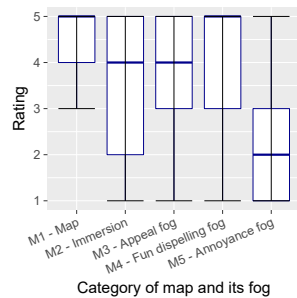 5
4
3
2
1
Rating
M1 - Map
M2 - Immersion
M3 - Appeal fog
M4 - Fun dispelling fog
M5 - Annoyance fog
Category of map and its fog